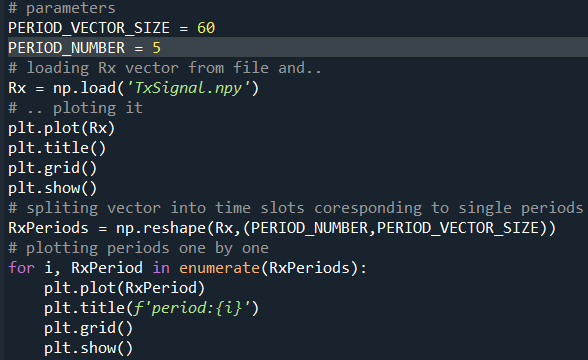 # parameters
PERIOD_VECTOR_SIZE = 60
PERIOD_NUMBER = 5
# loading Rx vector from file and..
Rx = np.load('TxSignal.npy')
# .. ploting it
plt.plot(Rx)
plt.title()
plt.grid()
plt.show()
# spliting vector into time slots coresponding to single periods
RxPeriods = np.reshape(Rx,(PERIOD_NUMBER,PERIOD_VECTOR_SIZE))
# plotting periods one by one
for i, RxPeriod in enumerate(RxPeriods):
    plt.plot(RxPeriod)
    plt.title(f'period:{i}')
    plt.grid()
    plt.show()